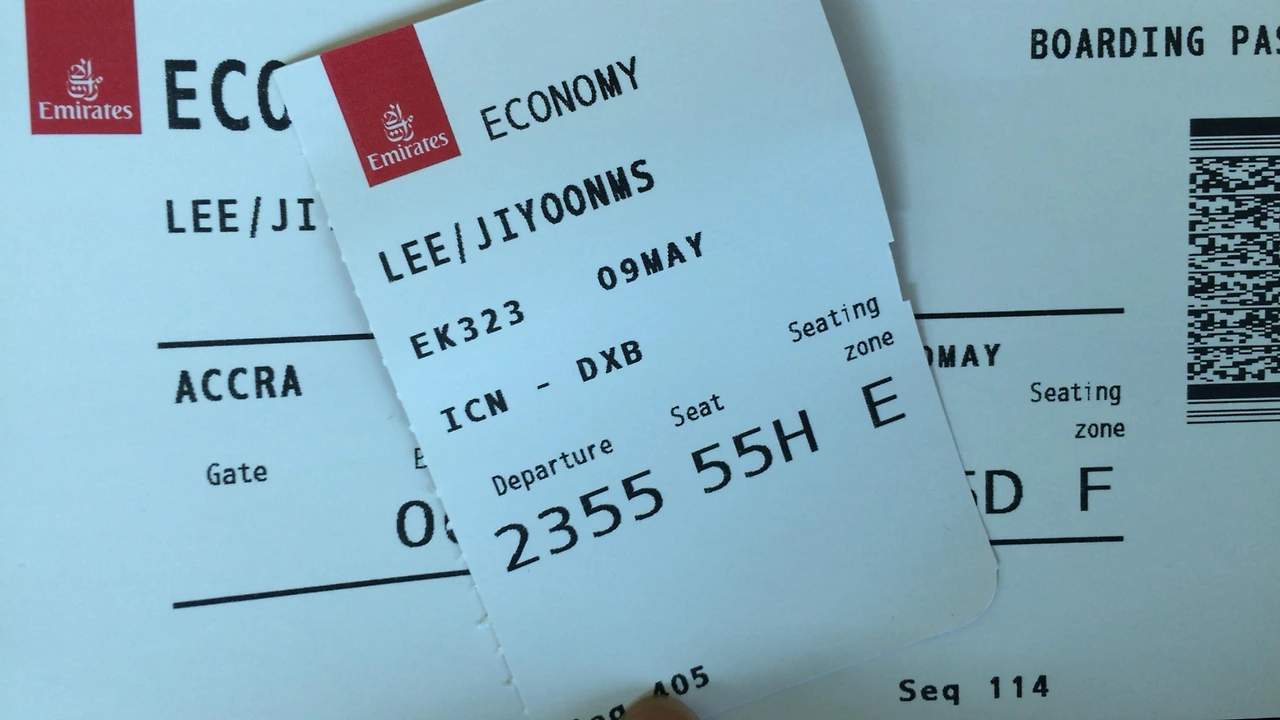 Emirates
ECO
BOARDING PAS
LEE/JI
ACCRA
Gate
0
MAY
Seating
zone
D F
Seq 114
Emirates
ECONOMY
LEE/JIYOONMS
EK323 09MAY
ICN - DXB
Seating
zone
Departure Seat
2355 55H E
405